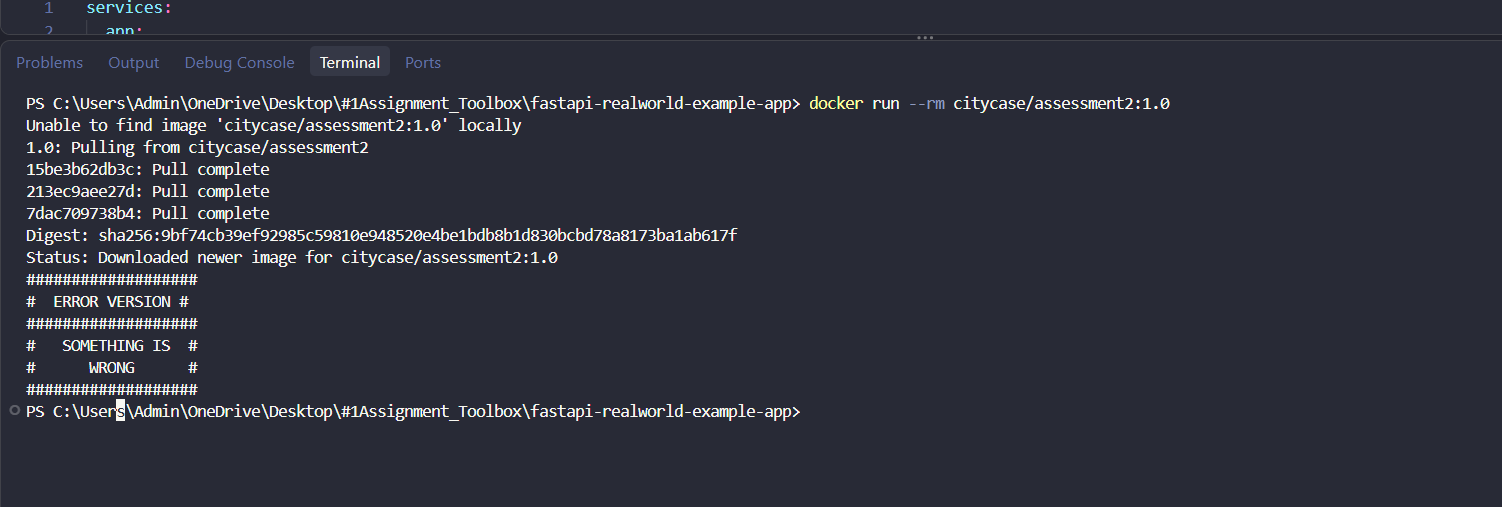 1 services:
2 app:
Problems Output Debug Console Terminal Ports
PS C:\Users\Admin\OneDrive\Desktop\#1Assignment_Toolbox\fastapi-realworld-example-app> docker run --rm citycase/assessment2:1.0
Unable to find image 'citycase/assessment2:1.0' locally
1.0: Pulling from citycase/assessment2
15be3b62db3c: Pull complete
213ec9aee27d: Pull complete
7dac709738b4: Pull complete
Digest: sha256:9bf74cb39ef92985c59810e948520e4be1bdb8b1d830bcbd78a8173ba1ab617f
Status: Downloaded newer image for citycase/assessment2:1.0
###################
#  ERROR VERSION #
###################
#   SOMETHING IS  #
#      WRONG      #
###################
PS C:\Users\Admin\OneDrive\Desktop\#1Assignment_Toolbox\fastapi-realworld-example-app>